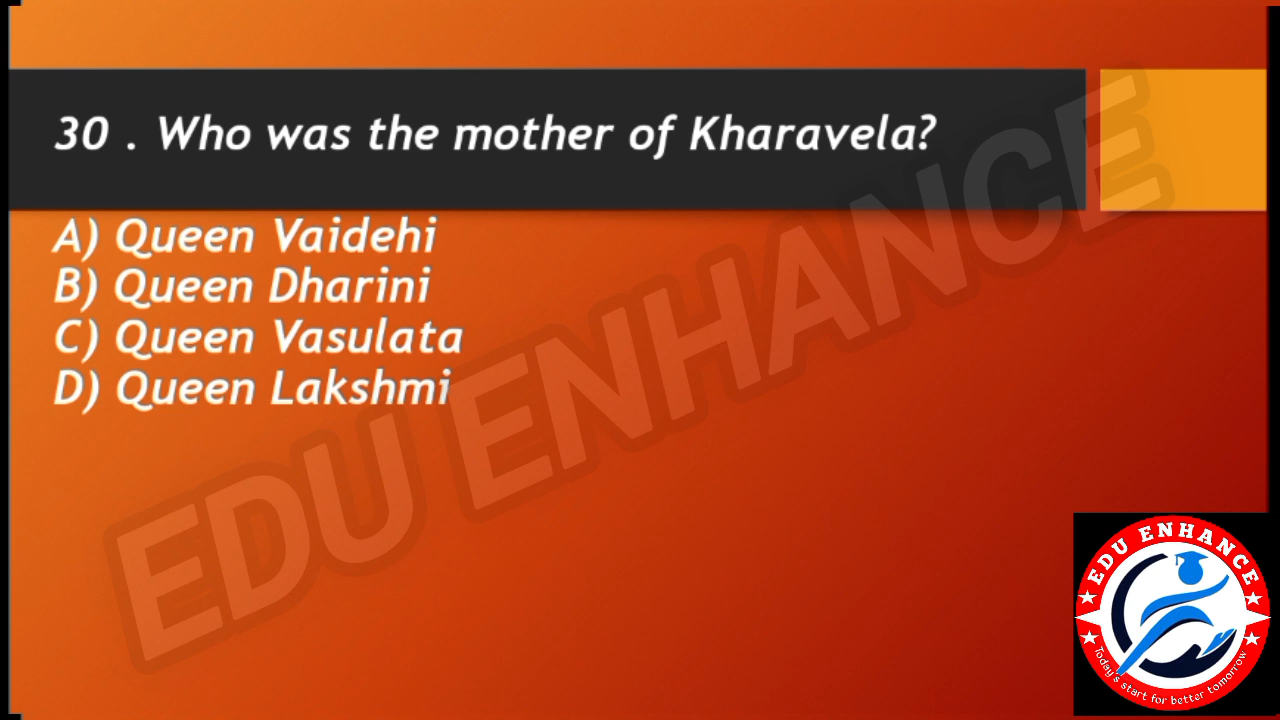 30 . Who was the mother of Kharavela?
A) Queen Vaidehi
B) Queen Dharini
C) Queen Vasulata
D) Queen Lakshmi
EDU ENHANCE
EDU ENHANCE
Today's start for better tomorrow